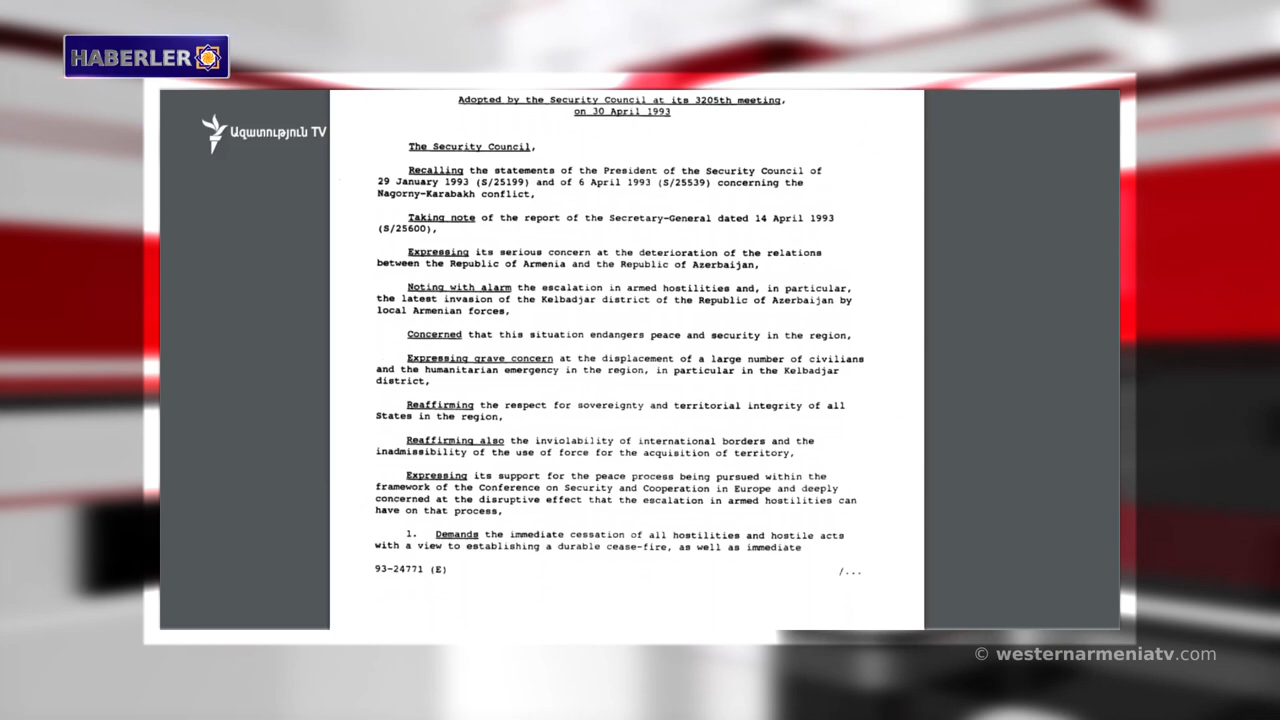 HABERLER
Ազատություն TV
Adopted by the Security Council at its 3205th meeting,
on 30 April 1993
The Security Council,
Recalling the statements of the President of the Security Council of
29 January 1993 (S/25199) and of 6 April 1993 (S/25539) concerning the
Nagorny-Karabakh conflict,
Taking note of the report of the Secretary-General dated 14 April 1993
(S/25600),
Expressing its serious concern at the deterioration of the relations
between the Republic of Armenia and the Republic of Azerbaijan,
Noting with alarm the escalation in armed hostilities and, in particular,
the latest invasion of the Kelbadjar district of the Republic of Azerbaijan by
local Armenian forces,
Concerned that this situation endangers peace and security in the region,
Expressing grave concern at the displacement of a large number of civilians
and the humanitarian emergency in the region, in particular in the Kelbadjar
district,
Reaffirming the respect for sovereignty and territorial integrity of all
States in the region,
Reaffirming also the inviolability of international borders and the
inadmissibility of the use of force for the acquisition of territory,
Expressing its support for the peace process being pursued within the
framework of the Conference on Security and Cooperation in Europe and deeply
concerned at the disruptive effect that the escalation in armed hostilities can
have on that process,
1. Demands the immediate cessation of all hostilities and hostile acts
with a view to establishing a durable cease-fire, as well as immediate
93-24771 (E)
/...
© westernarmeniatv.com